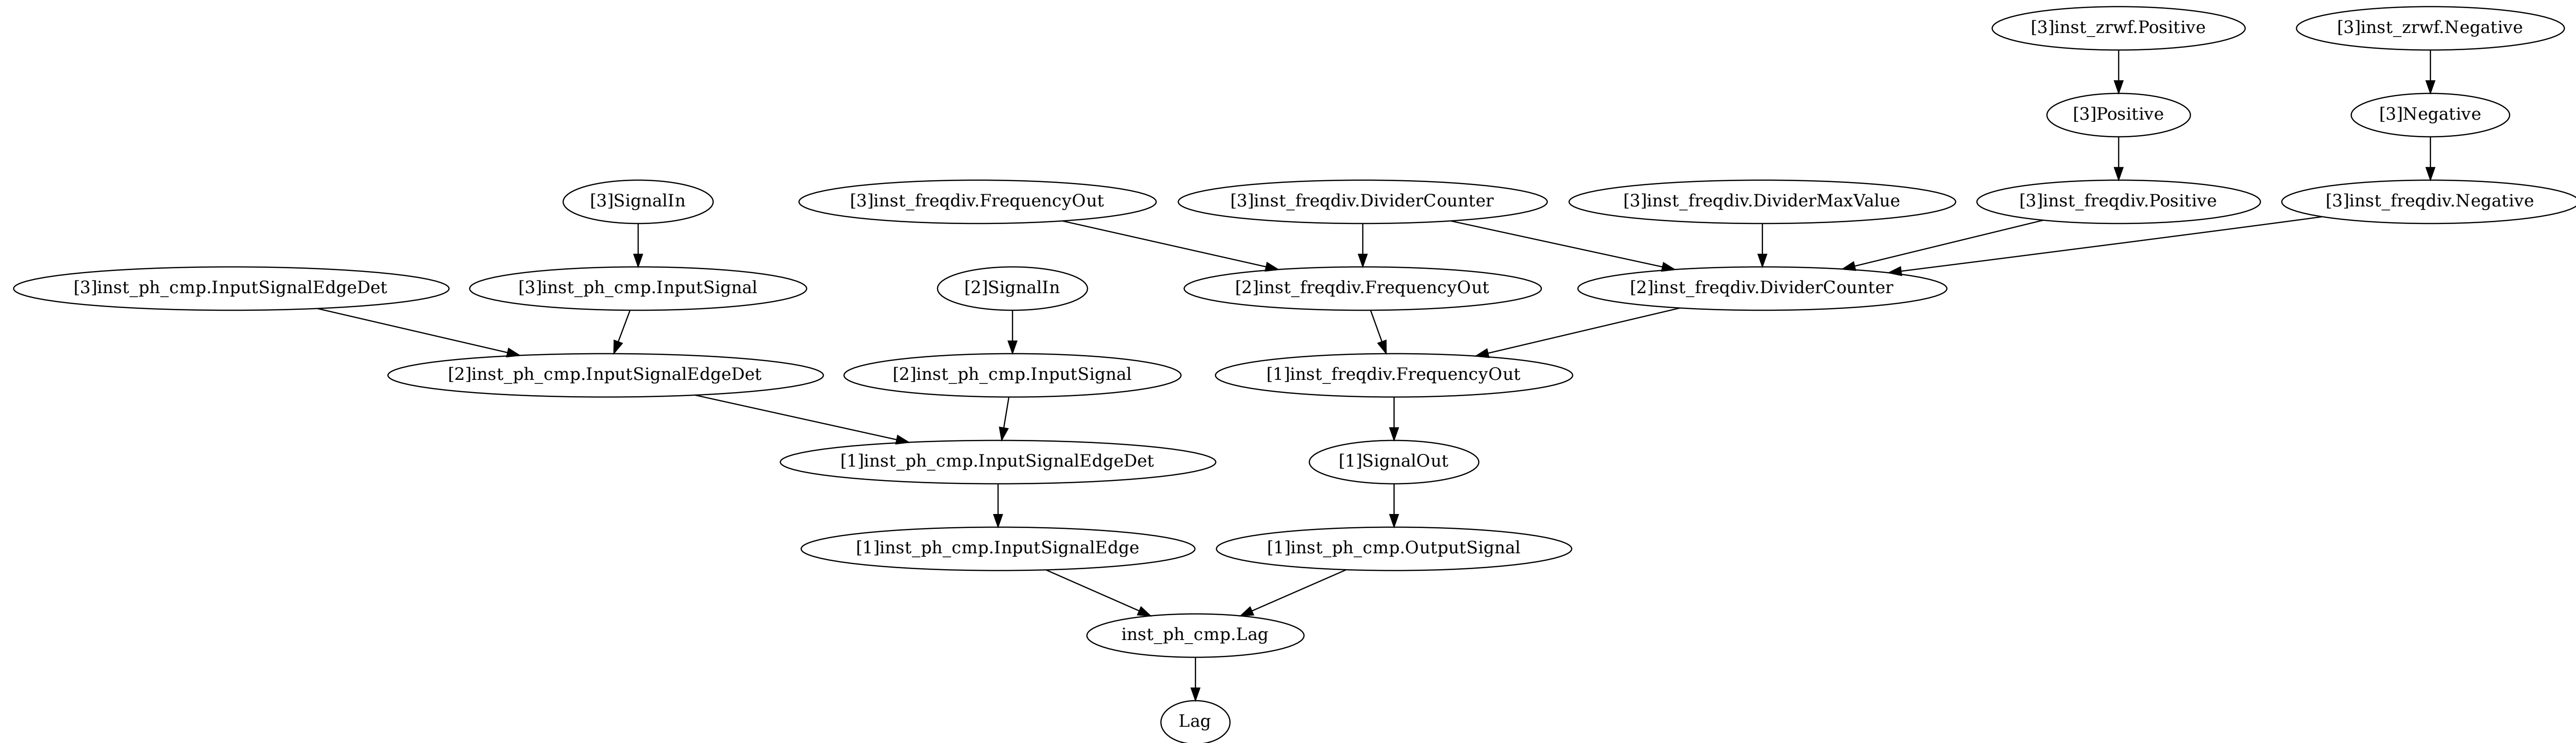 [3]inst_zrwf.Positive
[3]inst_zrwf.Negative
[3]Positive
[3]Negative
[3]SignalIn
[3]inst_freqdiv.FrequencyOut
[3]inst_freqdiv.DividerCounter
[3]inst_freqdiv.DividerMaxValue
[3]inst_freqdiv.Positive
[3]inst_freqdiv.Negative
[3]inst_ph_cmp.InputSignalEdgeDet
[3]inst_ph_cmp.InputSignal
[2]SignalIn
[2]inst_freqdiv.FrequencyOut
[2]inst_freqdiv.DividerCounter
[2]inst_ph_cmp.InputSignalEdgeDet
[2]inst_ph_cmp.InputSignal
[1]inst_freqdiv.FrequencyOut
[1]inst_ph_cmp.InputSignalEdgeDet
[1]SignalOut
[1]inst_ph_cmp.InputSignalEdge
[1]inst_ph_cmp.OutputSignal
inst_ph_cmp.Lag
Lag